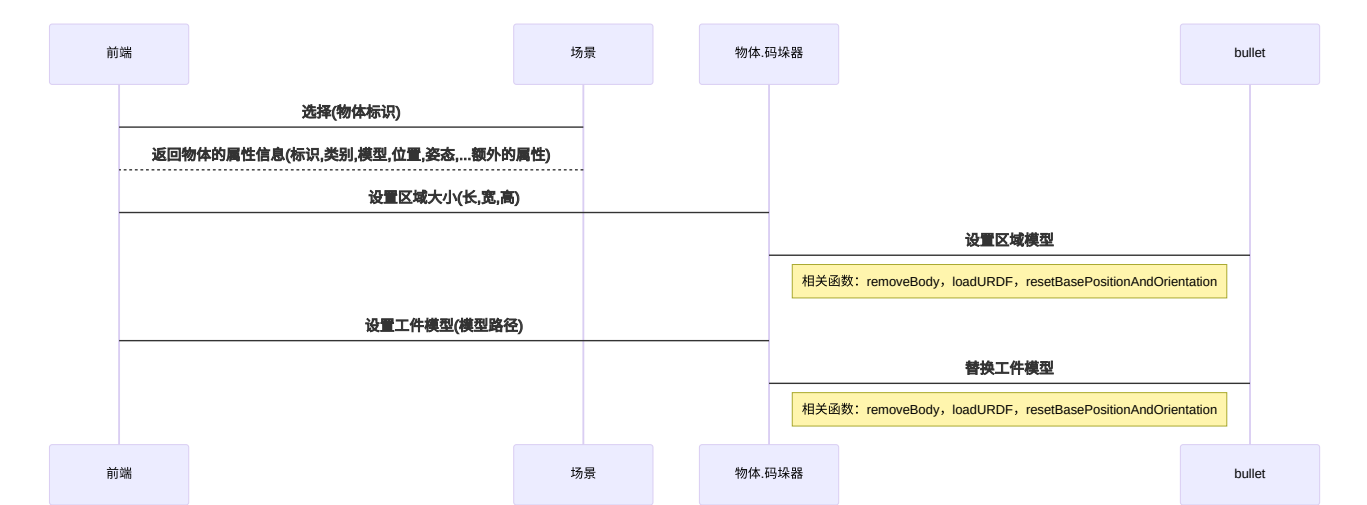 前端
场景
物体.码垛器
bullet
选择(物体标识)
返回物体的属性信息(标识,类别,模型,位置,姿态,...额外的属性)
设置区域大小(长,宽,高)
设置区域模型
相关函数：removeBody，loadURDF，resetBasePositionAndOrientation
设置工件模型(模型路径)
替换工件模型
相关函数：removeBody，loadURDF，resetBasePositionAndOrientation
前端
场景
物体.码垛器
bullet